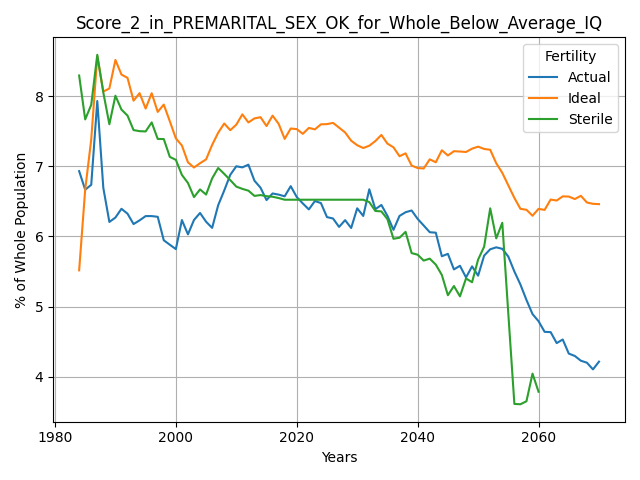 Score_2_in_PREMARITAL_SEX_OK_for_Whole_Below_Average_IQ
Fertility
Actual
Ideal
Sterile
% of Whole Population
8
7
6
5
4
1980 2000 2020 2040 2060
Years